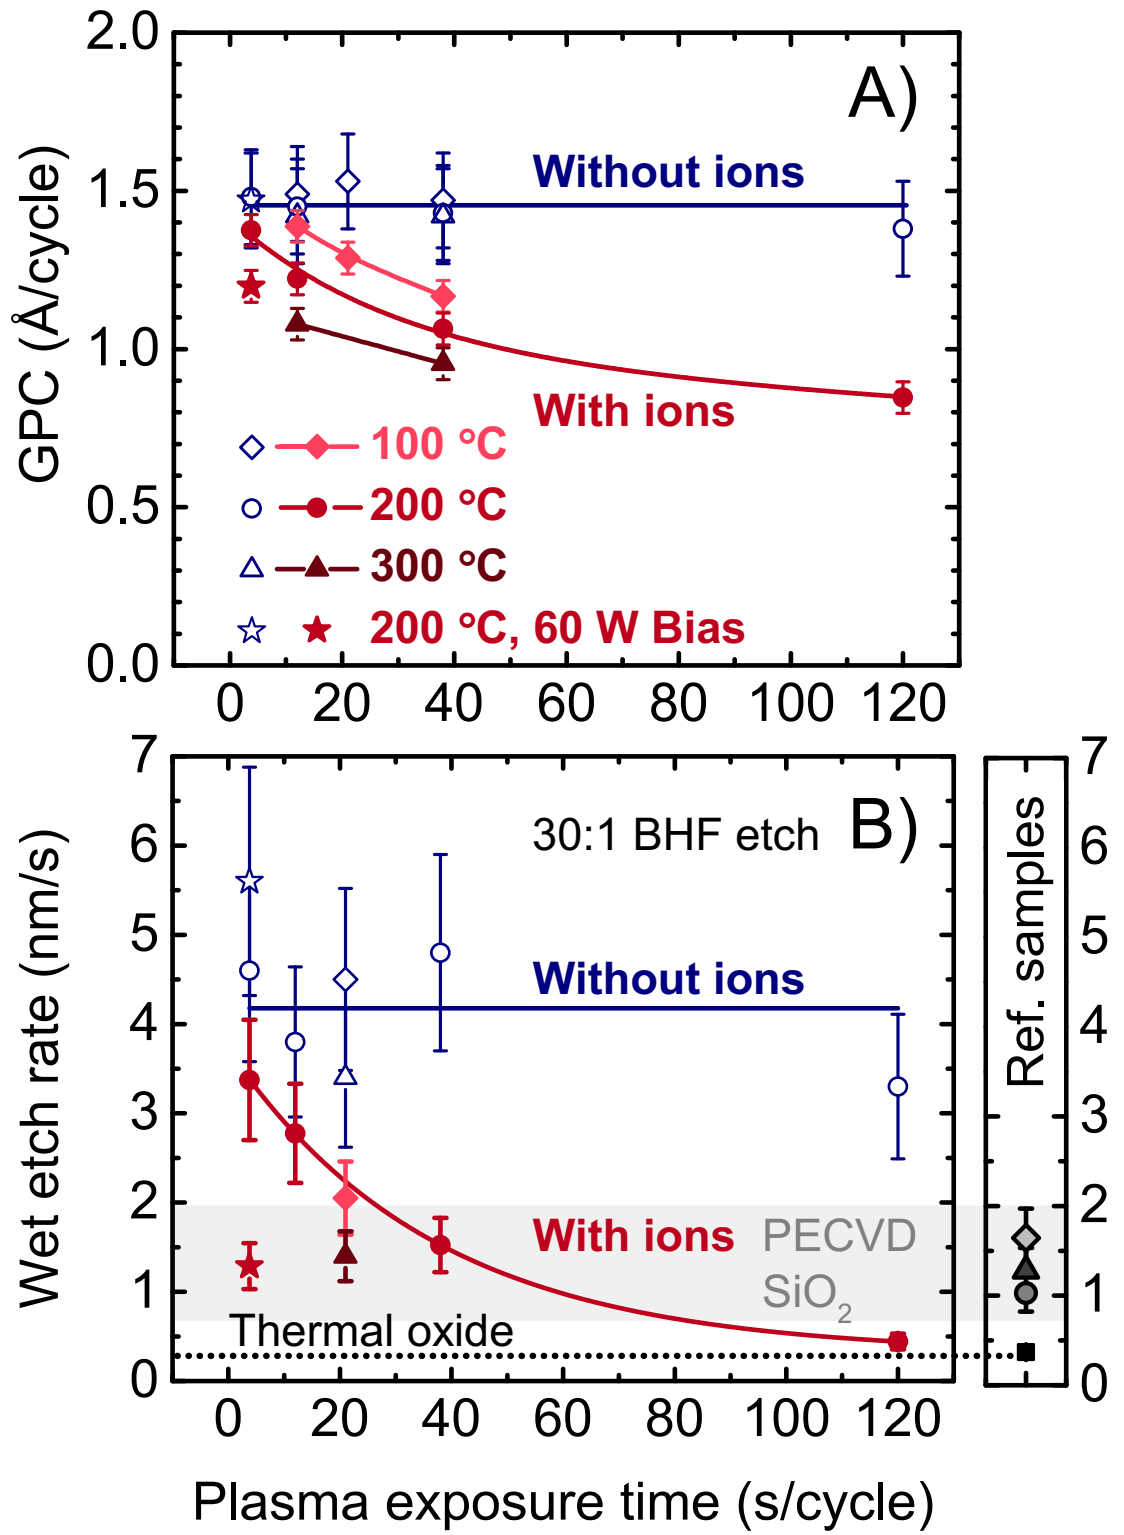 A)
GPC (Å/cycle)
2.0
1.5
1.0
0.5
0.0
Without ions
With ions
100 °C
200 °C
300 °C
200 °C, 60 W Bias
0 20 40 60 80 100 120
B)
30:1 BHF etch
Wet etch rate (nm/s)
7
6
5
4
3
2
1
0
Without ions
With ions
PECVD
SiO₂
Thermal oxide
0 20 40 60 80 100 120
Plasma exposure time (s/cycle)
Ref. samples
7
6
5
4
3
2
1
0